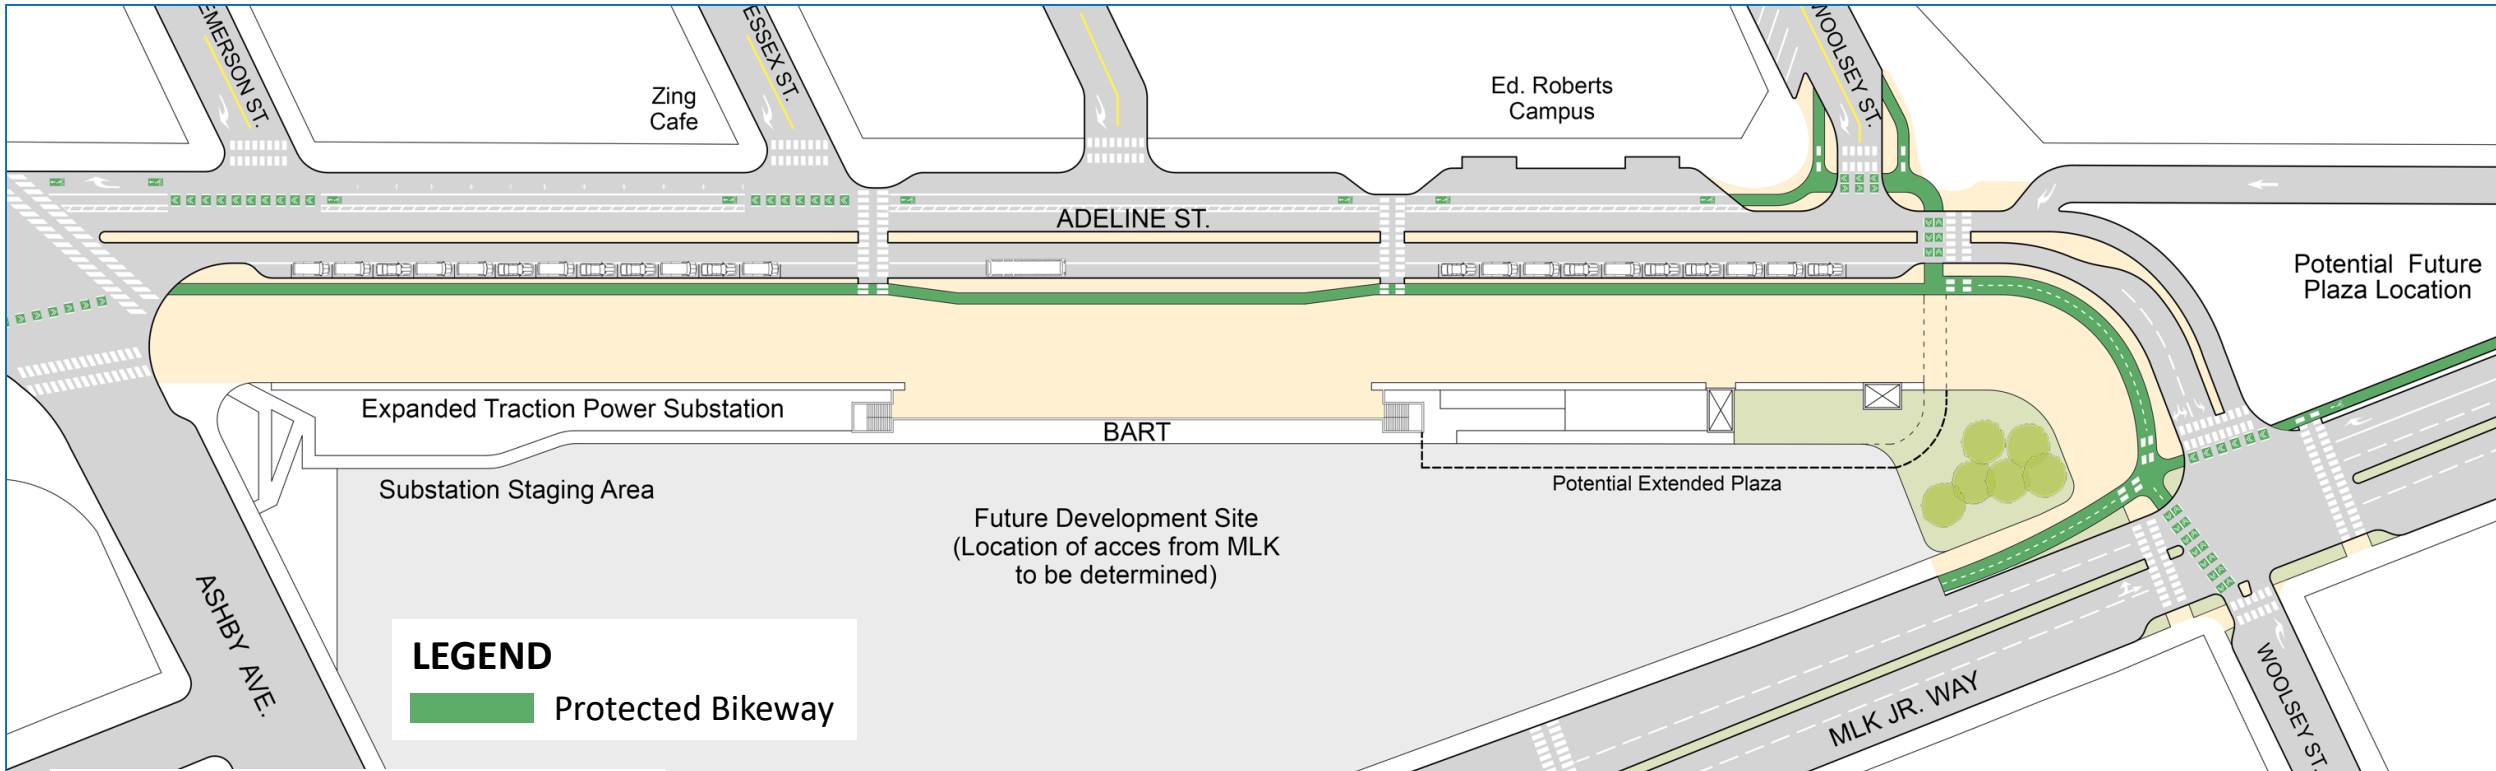 EMERSON ST.
ESSEX ST.
WOOLSEY ST.
Zing
Cafe
Ed. Roberts
Campus
ADELINE ST.
Potential Future
Plaza Location
Expanded Traction Power Substation
BART
Substation Staging Area
Potential Extended Plaza
Future Development Site
(Location of acces from MLK
to be determined)
ASHBY AVE.
LEGEND
Protected Bikeway
MLK JR. WAY
WOOLSEY ST.